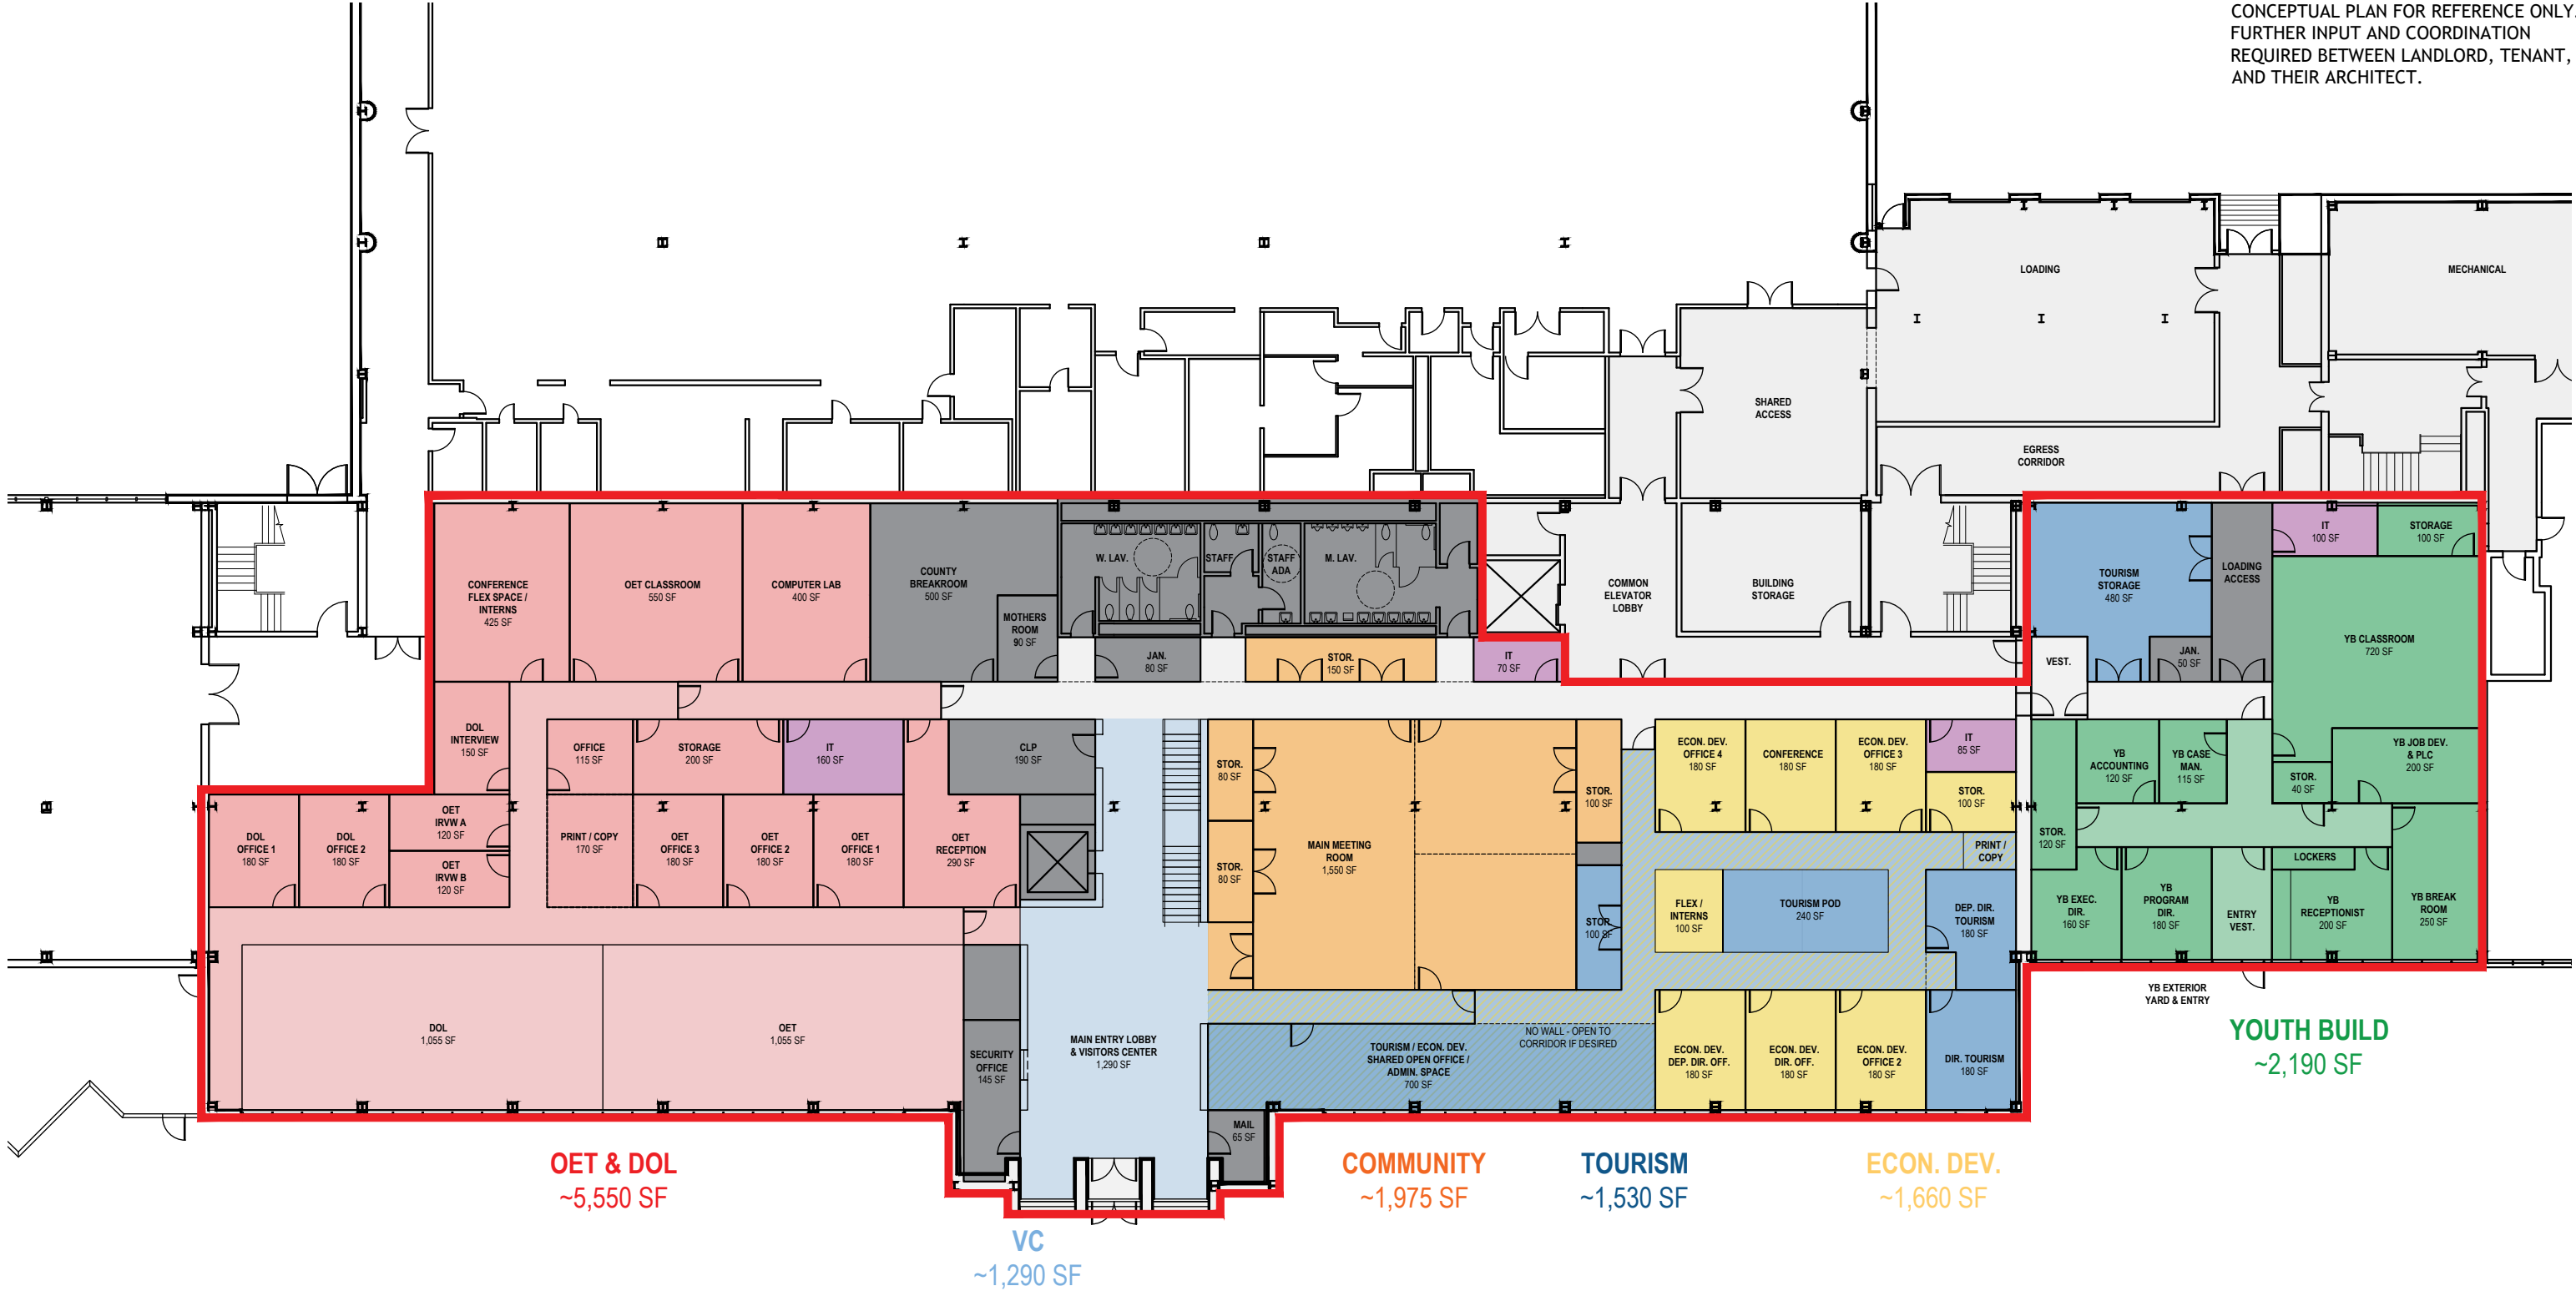 CONCEPTUAL PLAN FOR REFERENCE ONLY.
FURTHER INPUT AND COORDINATION
REQUIRED BETWEEN LANDLORD, TENANT,
AND THEIR ARCHITECT.
LOADING
MECHANICAL
SHARED
ACCESS
EGRESS
CORRIDOR
CONFERENCE
FLEX SPACE /
INTERNS
425 SF
OET CLASSROOM
550 SF
COMPUTER LAB
400 SF
COUNTY
BREAKROOM
500 SF
MOTHERS
ROOM
90 SF
W. LAV.
STAFF
STAFF
ADA
M. LAV.
JAN.
80 SF
STOR.
150 SF
IT
70 SF
COMMON
ELEVATOR
LOBBY
BUILDING
STORAGE
TOURISM
STORAGE
480 SF
LOADING
ACCESS
IT
100 SF
STORAGE
100 SF
YB CLASSROOM
720 SF
VEST.
JAN.
50 SF
DOL
INTERVIEW
150 SF
OFFICE
115 SF
STORAGE
200 SF
IT
160 SF
CLP
190 SF
STOR.
80 SF
STOR.
100 SF
ECON. DEV.
OFFICE 4
180 SF
CONFERENCE
180 SF
ECON. DEV.
OFFICE 3
180 SF
IT
85 SF
STOR.
100 SF
YB
ACCOUNTING
120 SF
YB CASE
MAN.
115 SF
STOR.
40 SF
YB JOB DEV.
& PLC
200 SF
DOL
OFFICE 1
180 SF
DOL
OFFICE 2
180 SF
OET
IRVW A
120 SF
OET
IRVW B
120 SF
PRINT / COPY
170 SF
OET
OFFICE 3
180 SF
OET
OFFICE 2
180 SF
OET
OFFICE 1
180 SF
OET
RECEPTION
290 SF
STOR.
80 SF
MAIN MEETING
ROOM
1,550 SF
STOR.
100 SF
PRINT /
COPY
FLEX /
INTERNS
100 SF
TOURISM POD
240 SF
DEP. DIR.
TOURISM
180 SF
STOR.
120 SF
LOCKERS
YB EXEC.
DIR.
160 SF
YB
PROGRAM
DIR.
180 SF
ENTRY
VEST.
YB
RECEPTIONIST
200 SF
YB BREAK
ROOM
250 SF
DOL
1,055 SF
OET
1,055 SF
SECURITY
OFFICE
145 SF
MAIN ENTRY LOBBY
& VISITORS CENTER
1,290 SF
TOURISM / ECON. DEV.
SHARED OPEN OFFICE /
ADMIN. SPACE
700 SF
NO WALL - OPEN TO
CORRIDOR IF DESIRED
ECON. DEV.
DEP. DIR. OFF.
180 SF
ECON. DEV.
DIR. OFF.
180 SF
ECON. DEV.
OFFICE 2
180 SF
DIR. TOURISM
180 SF
YB EXTERIOR
YARD & ENTRY
MAIL
65 SF
YOUTH BUILD
~2,190 SF
OET & DOL
~5,550 SF
COMMUNITY
~1,975 SF
TOURISM
~1,530 SF
ECON. DEV.
~1,660 SF
VC
~1,290 SF